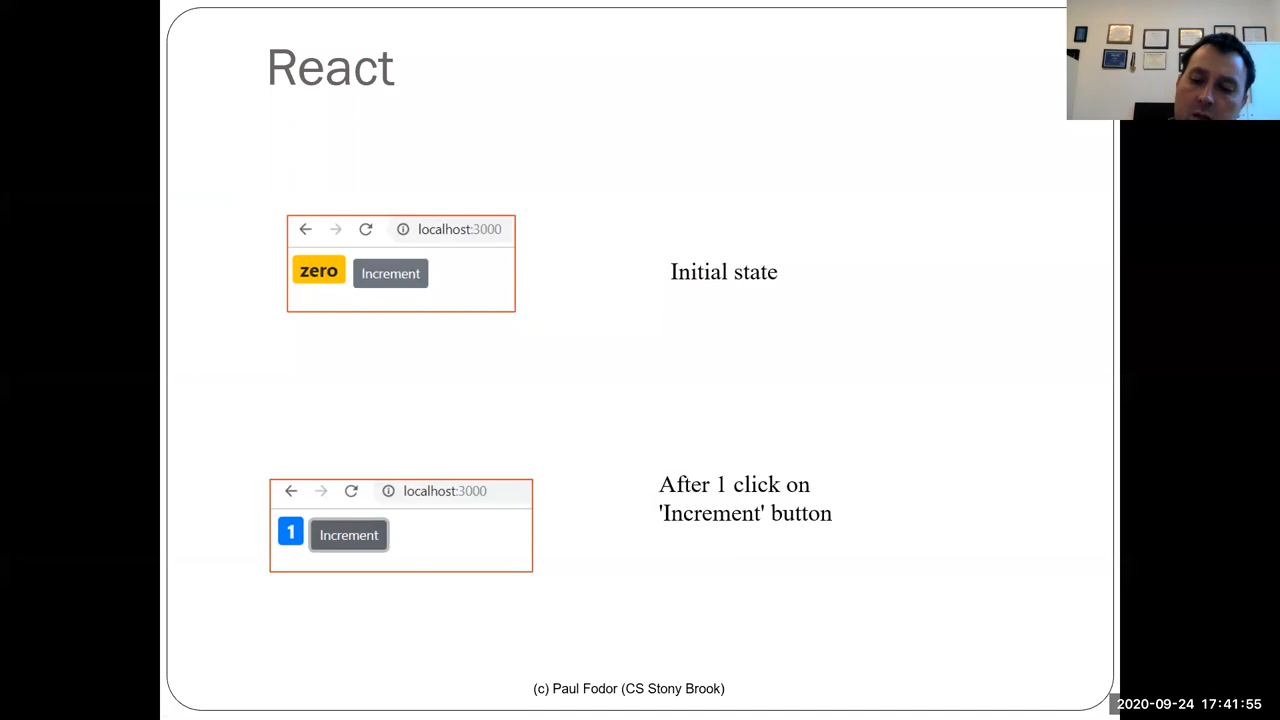 React
localhost:3000
zero
Increment
Initial state
localhost:3000
1
Increment
After 1 click on
'Increment' button
(c) Paul Fodor (CS Stony Brook)
2020-09-24 17:41:55